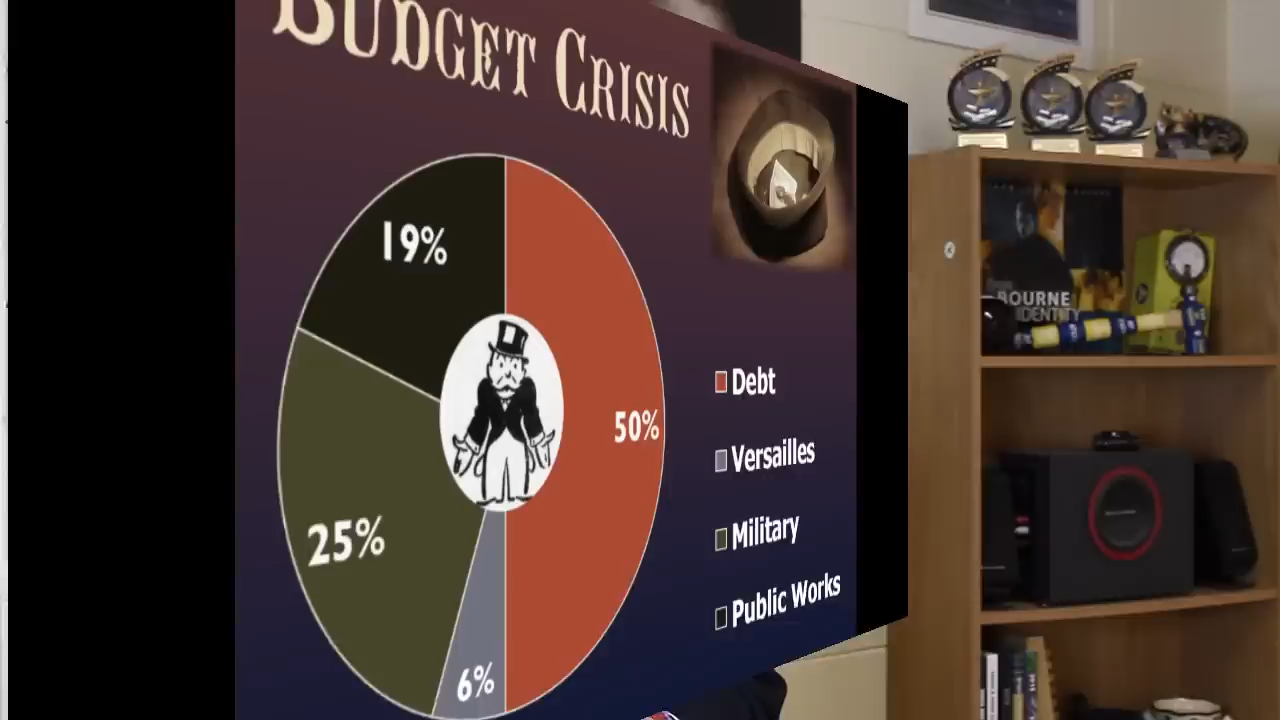 BUDGET CRISIS
19%
50%
25%
6%
Debt
Versailles
Military
Public Works
BOURNE
IDENTITY